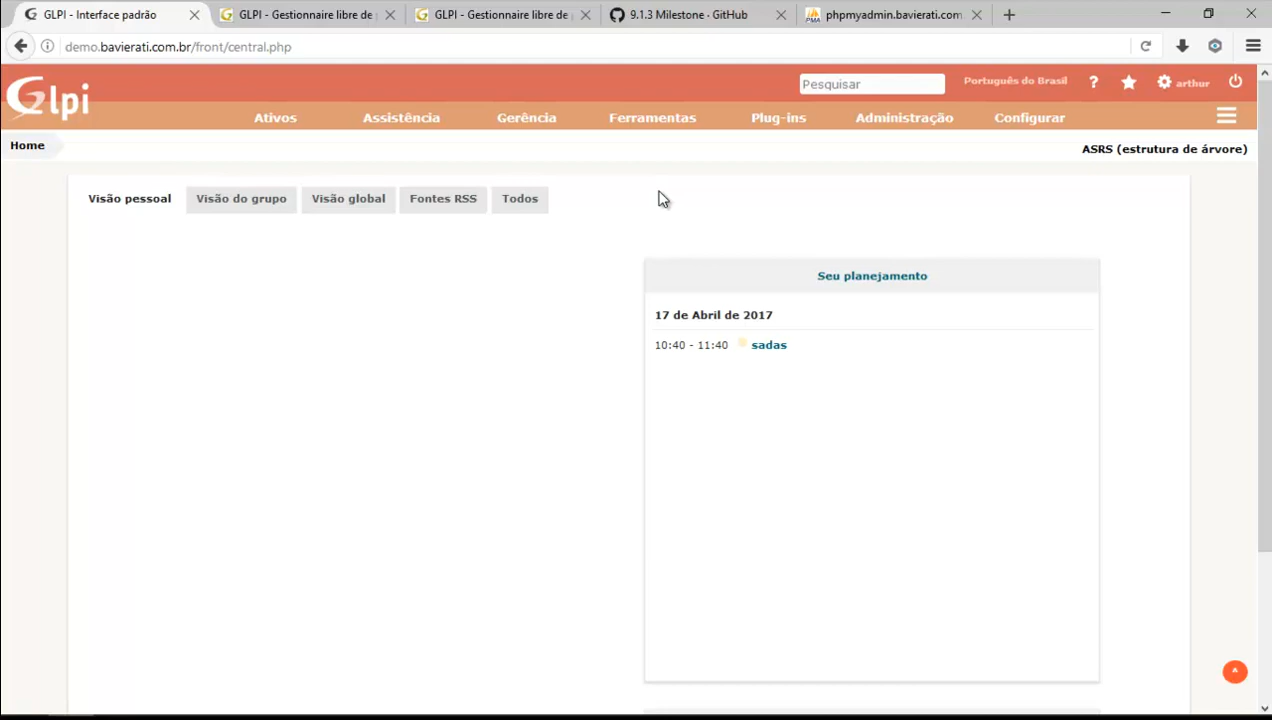 GLPI - Interface padrão
GLPI - Gestionnaire libre de
GLPI - Gestionnaire libre de
9.1.3 Milestone · GitHub
phpmyadmin.bavierati.com
demo.bavierati.com.br/front/central.php
Glpi
Pesquisar
Português do Brasil
?
arthur
Ativos
Assistência
Gerência
Ferramentas
Plug-ins
Administração
Configurar
Home
ASRS (estrutura de árvore)
Visão pessoal
Visão do grupo
Visão global
Fontes RSS
Todos
Seu planejamento
17 de Abril de 2017
10:40 - 11:40 sadas